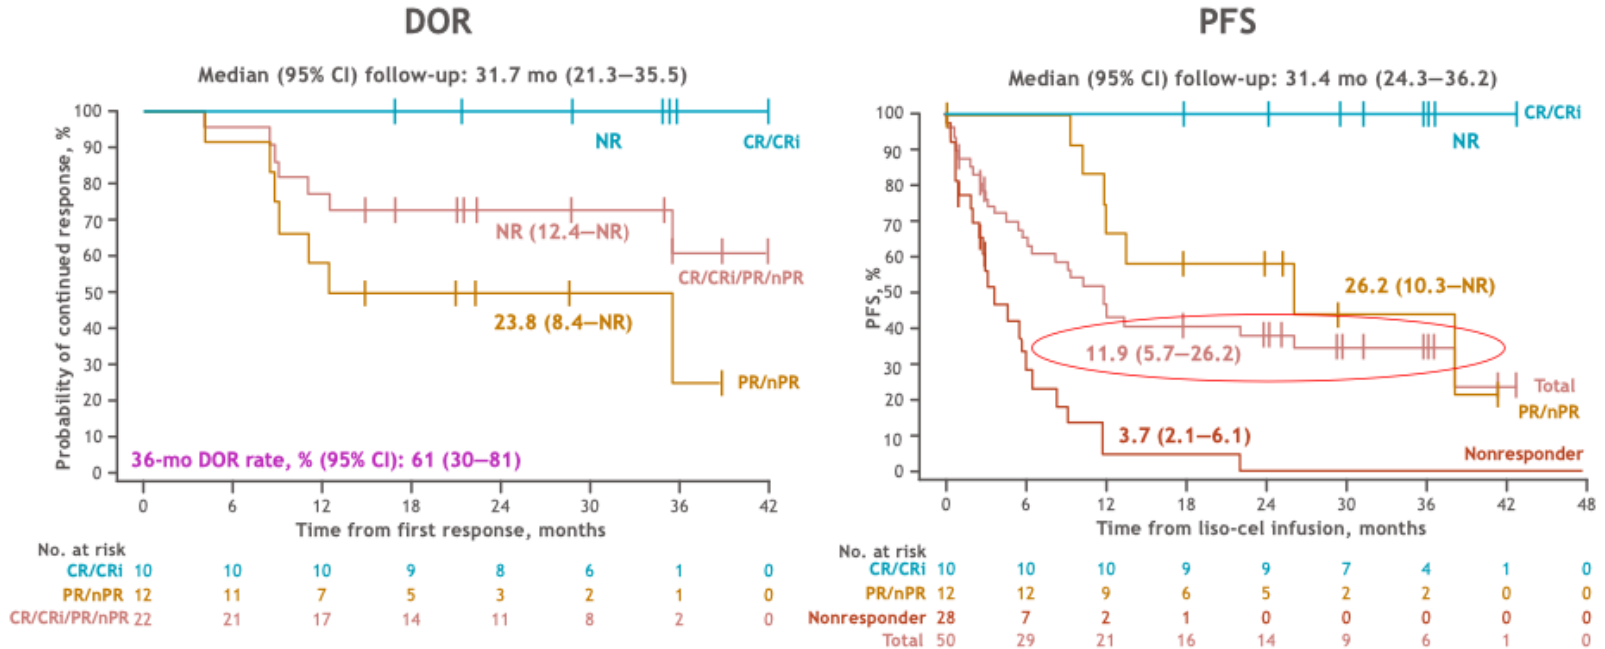 DOR
Median (95% CI) follow-up: 31.7 mo (21.3–35.5)
Probability of continued response, %
100
90
80
70
60
50
40
30
20
10
0
NR
CR/CRi
NR (12.4–NR)
CR/CRi/PR/nPR
23.8 (8.4–NR)
PR/nPR
36-mo DOR rate, % (95% CI): 61 (30–81)
0 6 12 18 24 30 36 42
Time from first response, months
No. at risk
CR/CRi 10 10 10 9 8 6 1 0
PR/nPR 12 11 7 5 3 2 1 0
CR/CRi/PR/nPR 22 21 17 14 11 8 2 0
PFS
Median (95% CI) follow-up: 31.4 mo (24.3–36.2)
PFS, %
100
90
80
70
60
50
40
30
20
10
0
CR/CRi
NR
26.2 (10.3–NR)
11.9 (5.7–26.2)
Total
PR/nPR
3.7 (2.1–6.1)
Nonresponder
0 6 12 18 24 30 36 42 48
Time from liso-cel infusion, months
No. at risk
CR/CRi 10 10 10 9 9 7 4 1 0
PR/nPR 12 12 9 6 5 2 2 0 0
Nonresponder 28 7 2 1 0 0 0 0 0
Total 50 29 21 16 14 9 6 1 0